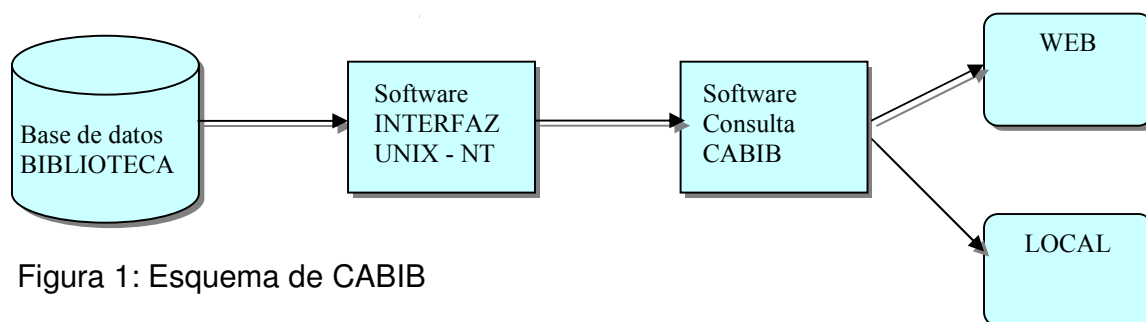 Base de datos
BIBLIOTECA
Software
INTERFAZ
UNIX - NT
Software
Consulta
CABIB
WEB
LOCAL
Figura 1: Esquema de CABIB